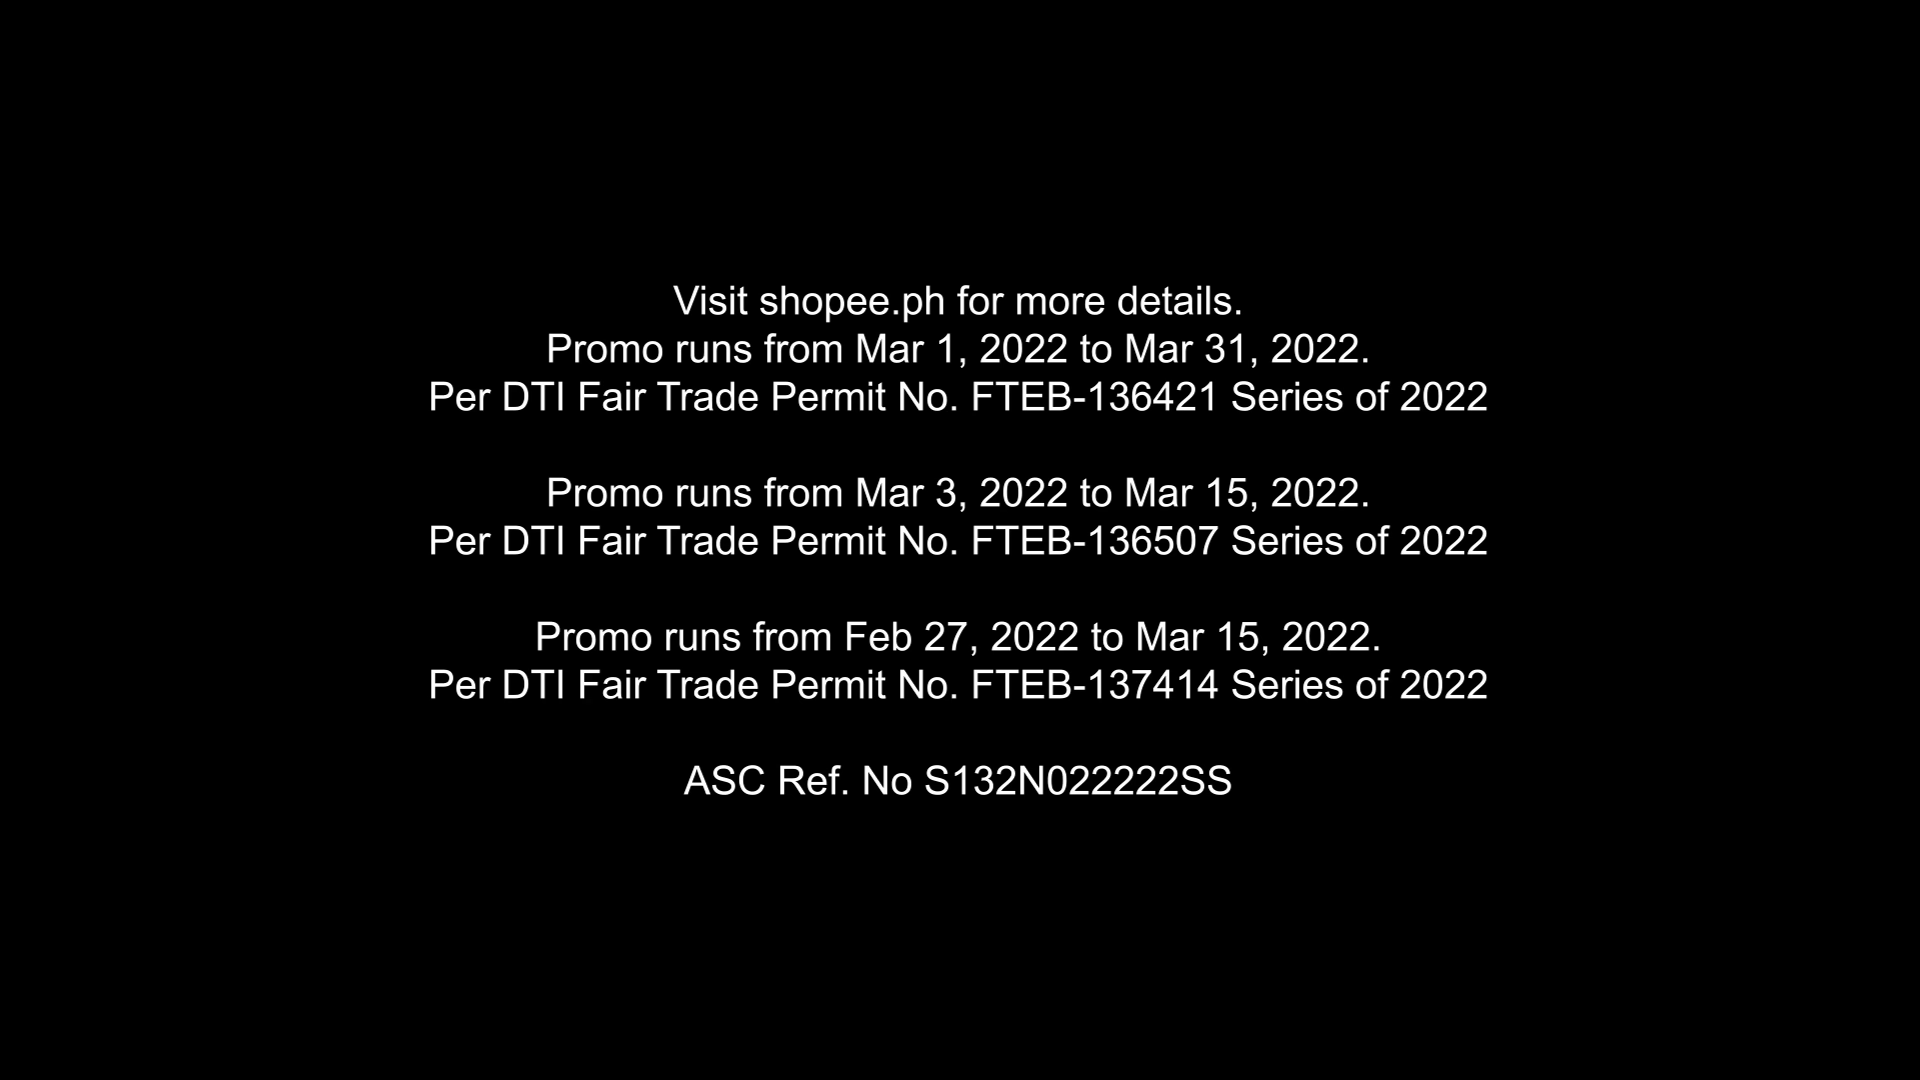 Visit shopee.ph for more details.
Promo runs from Mar 1, 2022 to Mar 31, 2022.
Per DTI Fair Trade Permit No. FTEB-136421 Series of 2022
Promo runs from Mar 3, 2022 to Mar 15, 2022.
Per DTI Fair Trade Permit No. FTEB-136507 Series of 2022
Promo runs from Feb 27, 2022 to Mar 15, 2022.
Per DTI Fair Trade Permit No. FTEB-137414 Series of 2022
ASC Ref. No S132N022222SS